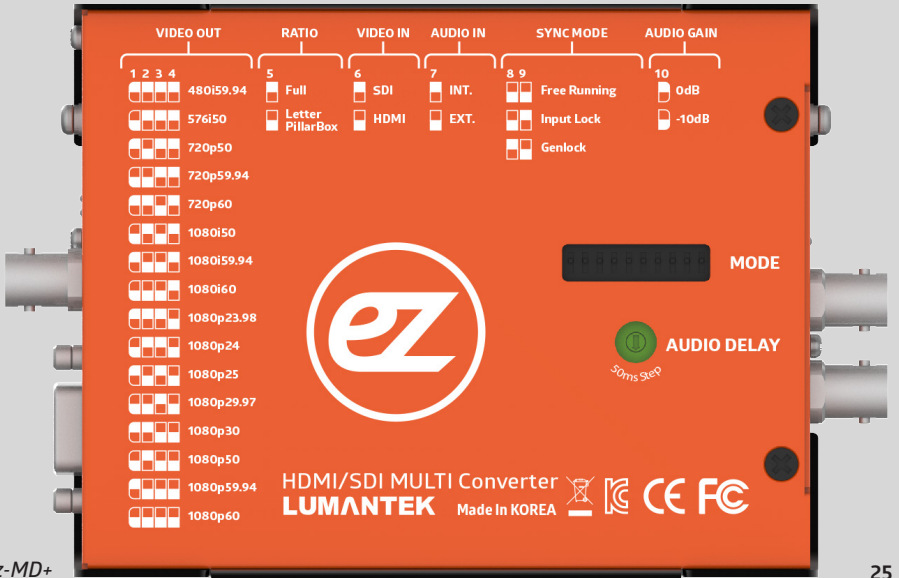 VIDEO OUT RATIO VIDEO IN AUDIO IN SYNC MODE AUDIO GAIN
1 2 3 4 5 6 7 8 9 10
480i59.94 Full SDI INT. Free Running 0dB
576i50 Letter PillarBox HDMI EXT. Input Lock -10dB
720p50 Genlock
720p59.94
720p60
1080i50
1080i59.94
MODE
1080i60
1080p23.98
1080p24
ez
AUDIO DELAY
50ms Step
1080p25
1080p29.97
1080p30
1080p50
1080p59.94
1080p60
HDMI/SDI MULTI Converter
LUMANTEK Made In KOREA CE FC
z-MD+
25